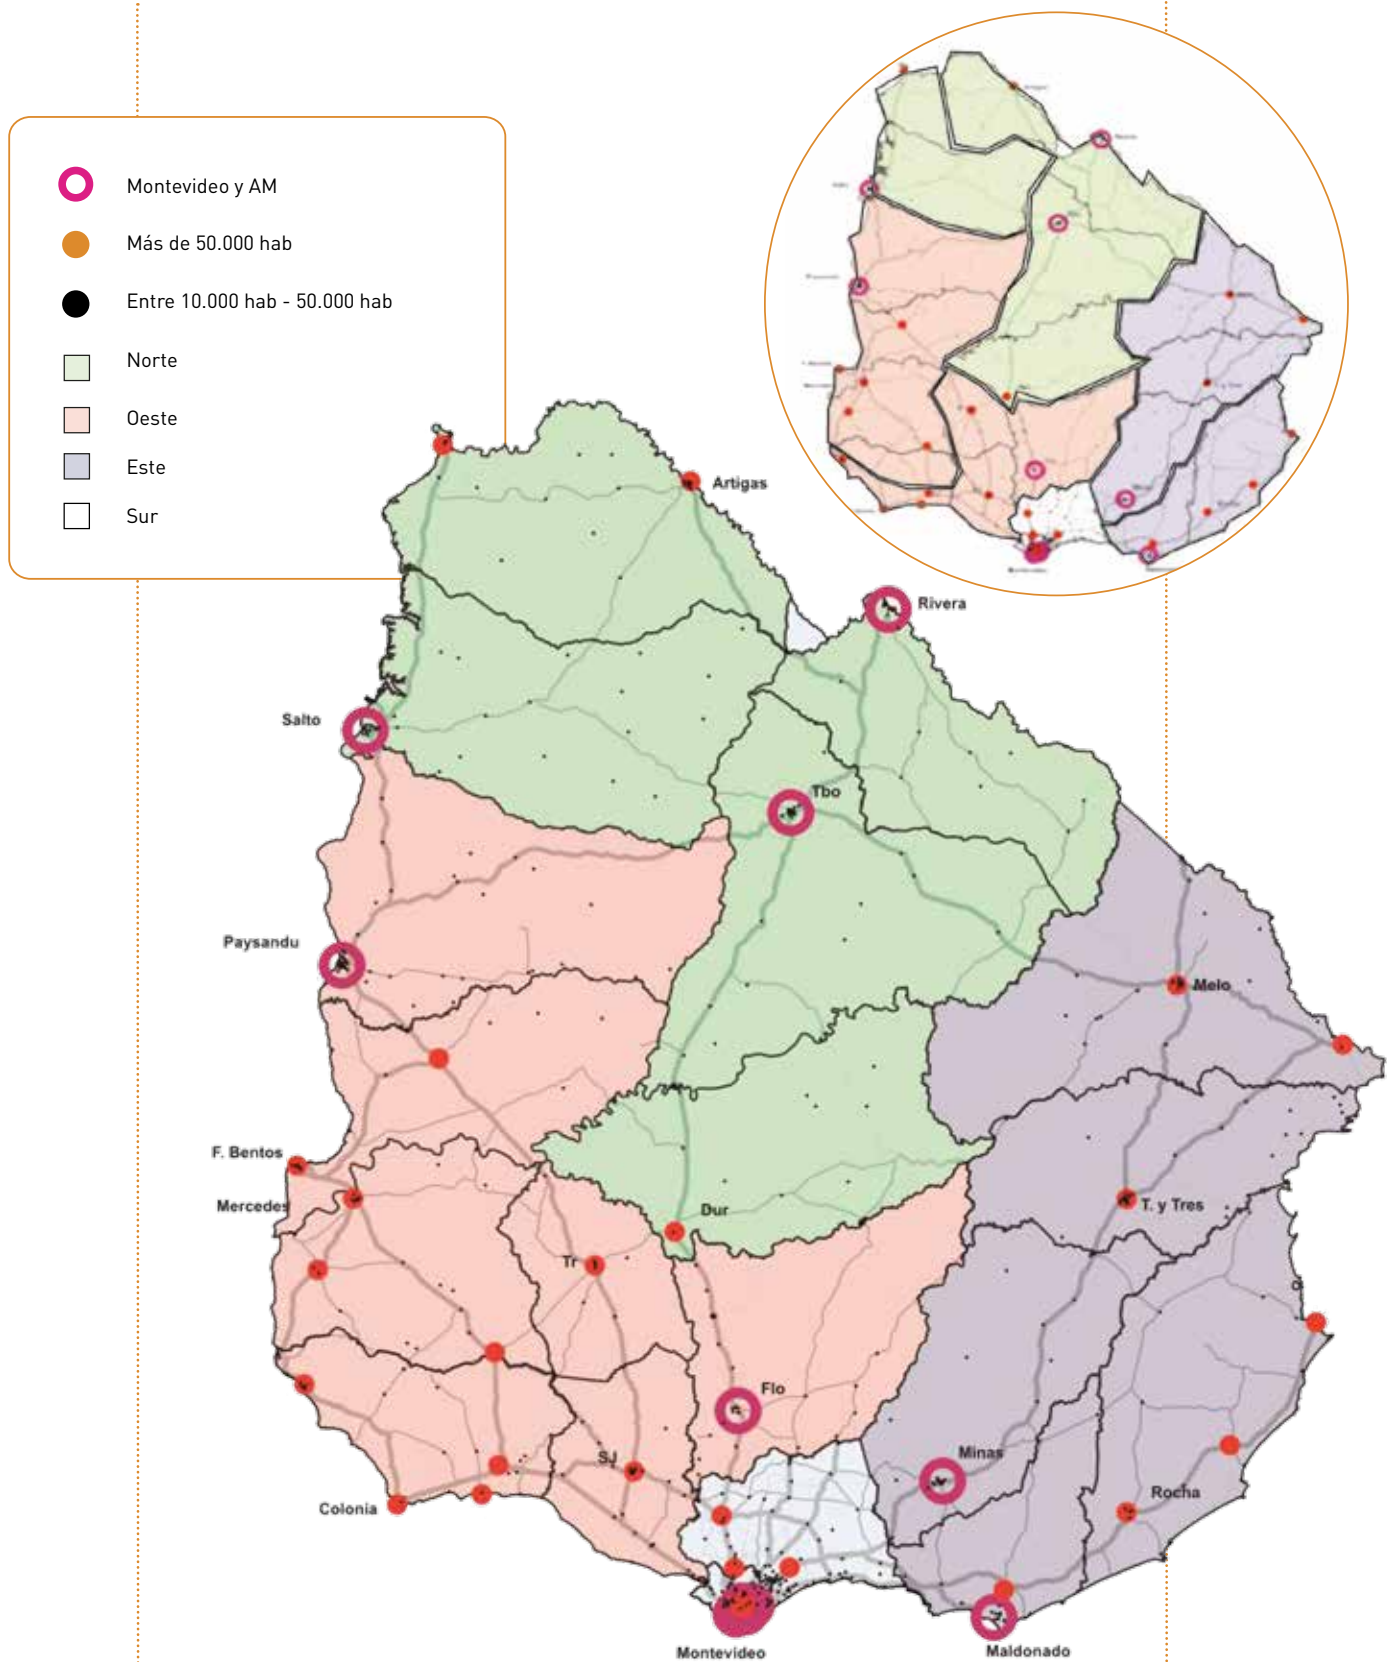 Montevideo y AM
Más de 50.000 hab
Entre 10.000 hab - 50.000 hab
Norte
Oeste
Este
Sur
Artigas
Rivera
Salto
Tbo
Paysandu
Melo
F. Bentos
Mercedes
T. y Tres
Dur
Tr
Flo
Minas
SJ
Rocha
Colonia
Montevideo
Maldonado